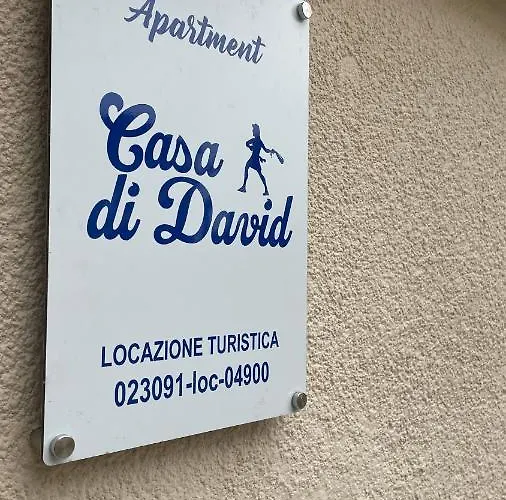 Apartment
Casa
di David
LOCAZIONE TURISTICA
023091-loc-04900